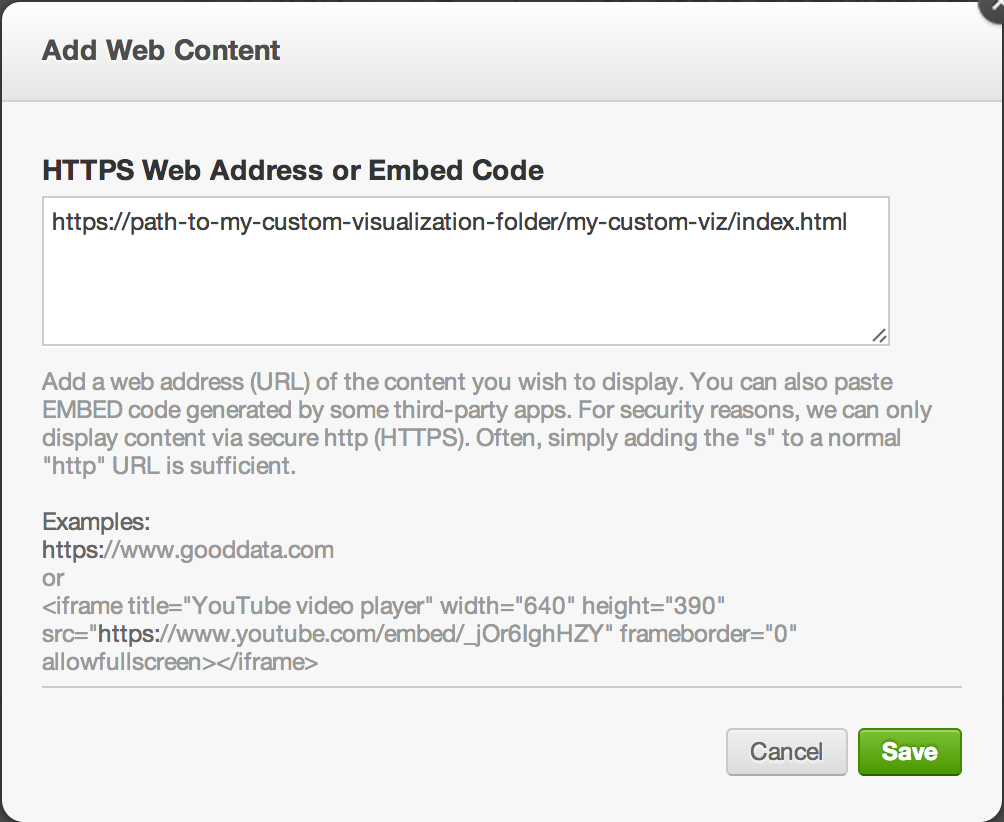 Add Web Content
HTTPS Web Address or Embed Code
https://path-to-my-custom-visualization-folder/my-custom-viz/index.html
Add a web address (URL) of the content you wish to display. You can also paste
EMBED code generated by some third-party apps. For security reasons, we can only
display content via secure http (HTTPS). Often, simply adding the "s" to a normal
"http" URL is sufficient.
Examples:
https://www.gooddata.com
or
<iframe title="YouTube video player" width="640" height="390"
src="https://www.youtube.com/embed/_jOr6IghHZY" frameborder="0"
allowfullscreen></iframe>
Cancel
Save